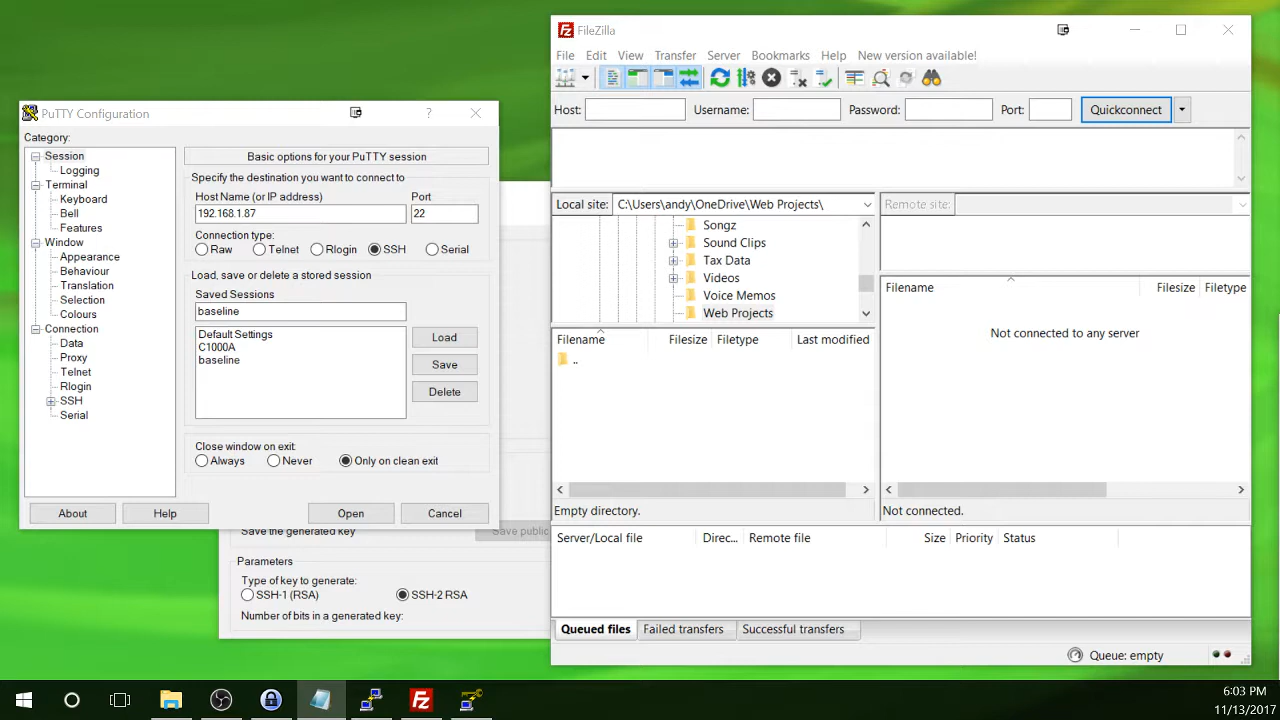 PuTTY Configuration
?
Category:
Session
Logging
Terminal
Keyboard
Bell
Features
Window
Appearance
Behaviour
Translation
Selection
Colours
Connection
Data
Proxy
Telnet
Rlogin
SSH
Serial
Basic options for your PuTTY session
Specify the destination you want to connect to
Host Name (or IP address) Port
192.168.1.87 22
Connection type:
Raw Telnet Rlogin SSH Serial
Load, save or delete a stored session
Saved Sessions
baseline
Default Settings
C1000A
baseline
Load
Save
Delete
Close window on exit:
Always Never Only on clean exit
About Help Open Cancel
Save the generated key Save public
Parameters
Type of key to generate:
SSH-1 (RSA) SSH-2 RSA
Number of bits in a generated key:
FileZilla
File Edit View Transfer Server Bookmarks Help New version available!
Host: Username: Password: Port: Quickconnect
Local site: C:\Users\andy\OneDrive\Web Projects\
Songz
Sound Clips
Tax Data
Videos
Voice Memos
Web Projects
Filename Filesize Filetype Last modified
..
Empty directory.
Remote site:
Filename Filesize Filetype
Not connected to any server
Not connected.
Server/Local file Direc... Remote file Size Priority Status
Queued files Failed transfers Successful transfers
Queue: empty
6:03 PM
11/13/2017